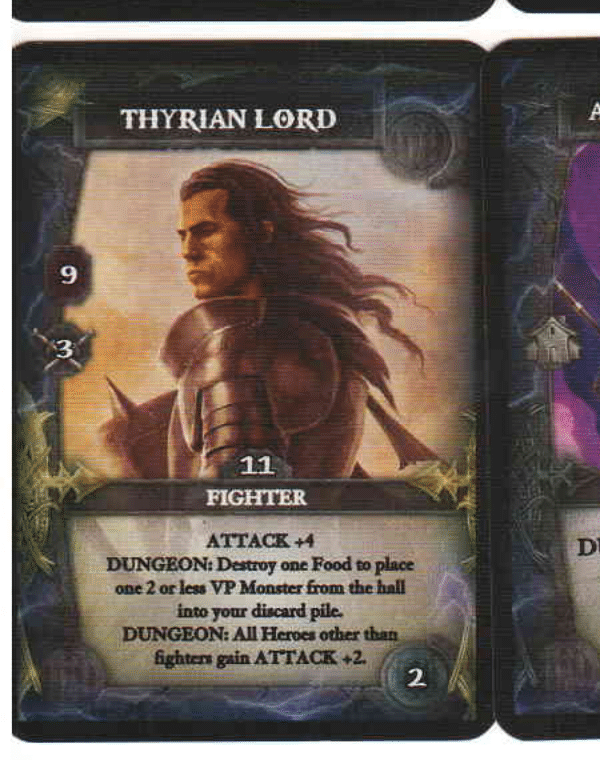 THYRIAN LORD
A
9
3
11
FIGHTER
ATTACK +4
DUNGEON: Destroy one Food to place
one 2 or less VP Monster from the hall
into your discard pile.
DUNGEON: All Heroes other than
fighters gain ATTACK +2.
2
DU